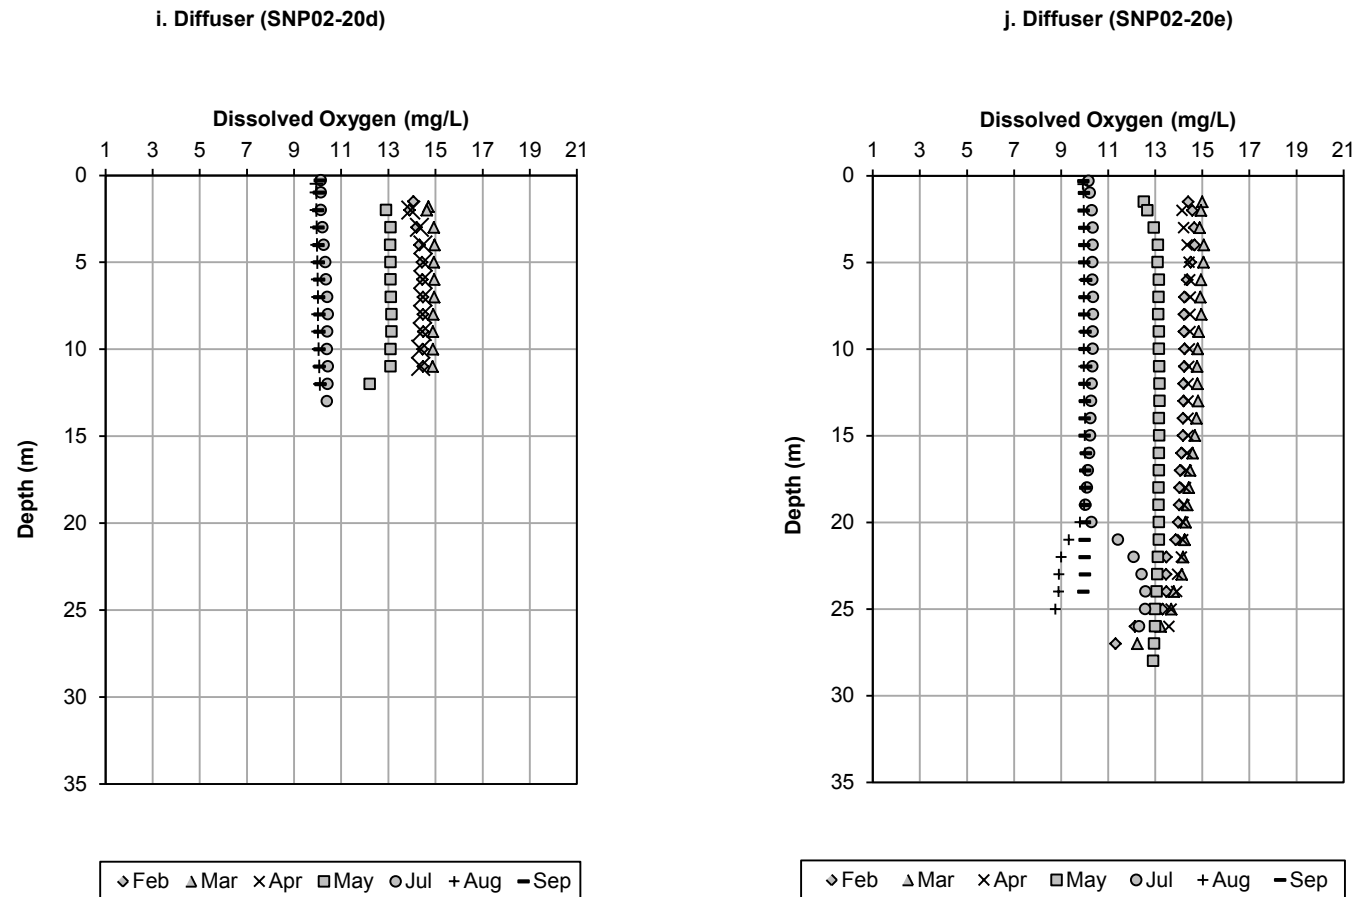 i. Diffuser (SNP02-20d)
j. Diffuser (SNP02-20e)
Dissolved Oxygen (mg/L)
1 3 5 7 9 11 13 15 17 19 21
0
5
10
15
20
25
30
35
Depth (m)
Feb Mar Apr May Jul Aug Sep
Dissolved Oxygen (mg/L)
1 3 5 7 9 11 13 15 17 19 21
0
5
10
15
20
25
30
35
Depth (m)
Feb Mar Apr May Jul Aug Sep